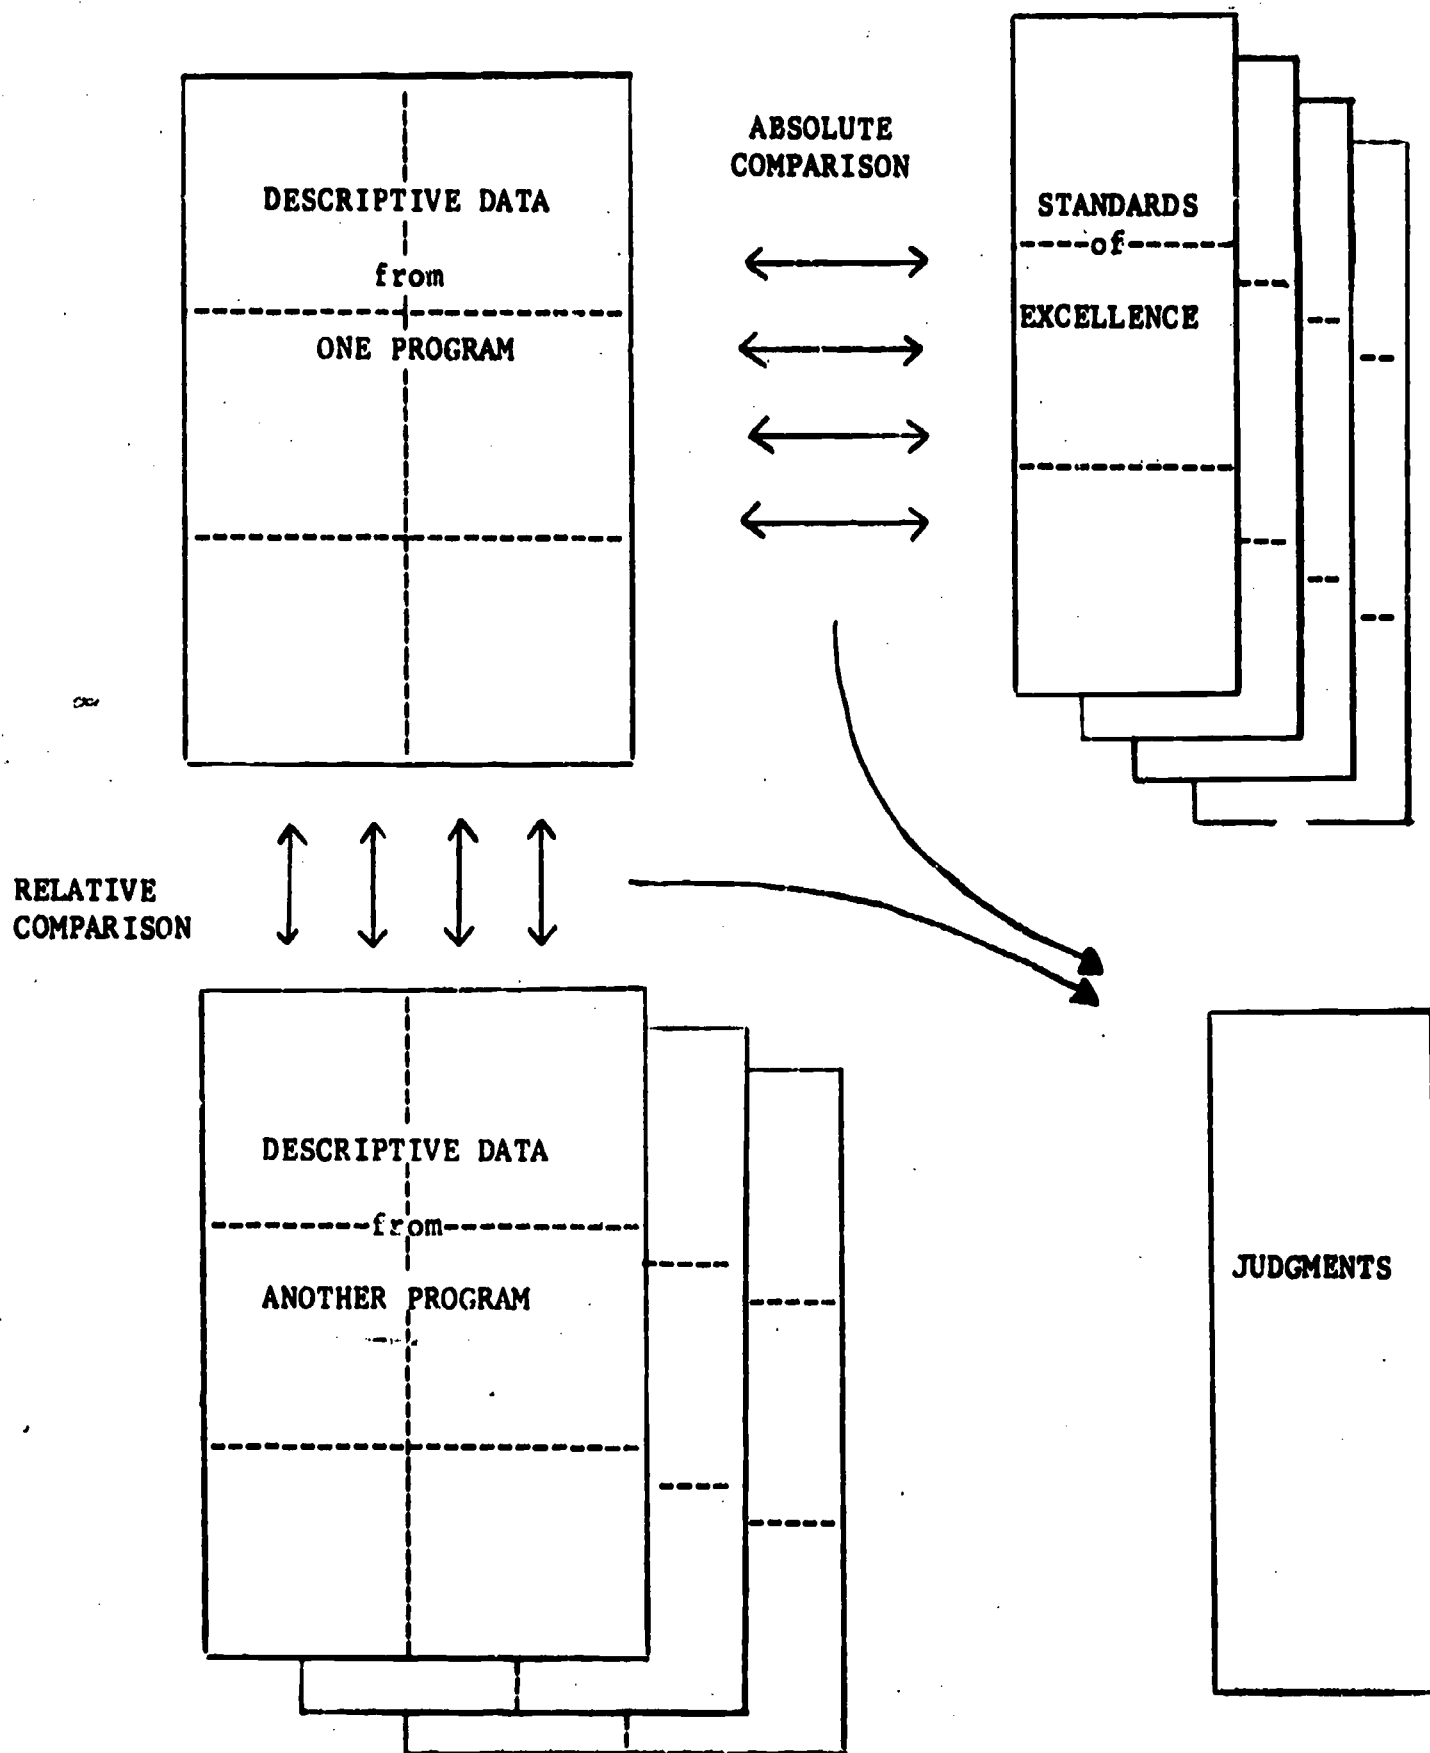 ABSOLUTE
COMPARISON
DESCRIPTIVE DATA
from
ONE PROGRAM
STANDARDS
of
EXCELLENCE
RELATIVE
COMPARISON
DESCRIPTIVE DATA
from
ANOTHER PROGRAM
JUDGMENTS